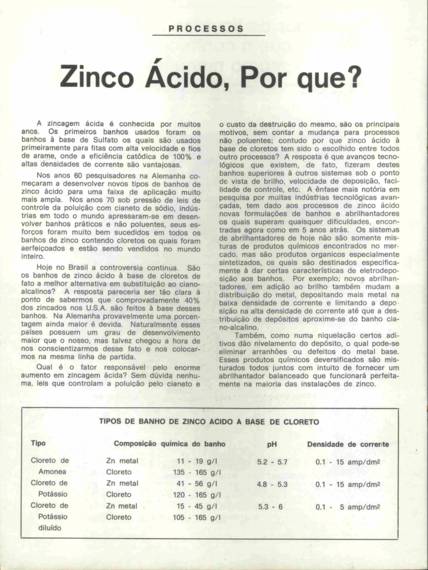 PROCESSOS
Zinco Ácido, Por que?
A zincagem ácida é conhecida por muitos
anos. Os primeiros banhos usados foram os
banhos à base de Sulfato os quais são usados
primeiramente para fitas com alta velocidade e fios
de arame, onde a eficiência catódica de 100% e
altas densidades de corrente são vantajosas.
Nos anos 60 pesquisadores na Alemanha co-
meçaram a desenvolver novos tipos de banhos de
zinco ácido para uma faixa de aplicação muito
mais ampla. Nos anos 70 sob pressão de leis de
controle da poluição com cianeto de sódio, indús-
trias em todo o mundo apressaram-se em desen-
volver banhos práticos e não poluentes, seus es-
forços foram muito bem sucedidos em todos os
banhos de zinco contendo cloretos os quais foram
aerfeiçoados e estão sendo vendidos no mundo
inteiro.
Hoje no Brasil a controversia continua. São
os banhos de zinco ácido à base de cloretos de
fato a melhor alternativa em substituição ao ciano-
alcalinos? A resposta pareceria ser tão clara à
ponto de sabermos que comprovadamente 40%
dos zincados nos U.S.A. são feitos à base desses
banhos. Na Alemanha provavelmente uma porcen-
tagem ainda maior é devida. Naturalmente esses
países possuem um grau de desenvolvimento
maior que o nosso, mas talvez chegou a hora de
nos conscientizarmos desse fato e nos colocar-
mos na mesma linha de partida.
Qual é o fator responsável pelo enorme
aumento em zincagem ácida? Sem dúvida nenhu-
ma, leis que controlam a poluição pelo cianeto e
o custo da destruição do mesmo, são os principais
motivos, sem contar a mudança para processos
não poluentes; contudo por que zinco ácido à
base de cloretos tem sido o escolhido entre todos
outro processos? A resposta é que avanços tecno-
lógicos que existem, de fato, fizeram destes
banhos superiores à outros sistemas sob o ponto
de vista de brilho, velocidade de deposição, faci-
lidade de controle, etc. A ênfase mais notória em
pesquisa por muitas indústrias tecnológicas avan-
çadas, tem dado aos processos de zinco ácido
novas formulações de banhos e abrilhantadores
os quais superam quaisquer dificuldades, encon-
tradas agora como em 5 anos atrás. Os sistemas
de abrilhantadores de hoje não são somente mis-
turas de produtos químicos encontrados no mer-
cado, mas são produtos organicos especialmente
sintetizados, os quais são destinados especifica-
mente à dar certas características de eletrodepo-
sição aos banhos. Por exemplo; novos abrilhan-
tadores, em adição ao brilho também mudam a
distribuição do metal, depositando mais metal na
baixa densidade de corrente e limitando a depo-
sição na alta densidade de corrente até que a des-
tribuição de depósitos aproxime-se do banho cia-
no-alcalino.
Também, como numa niquelação certos adi-
tivos dão nivelamento do depósito, o qual pode-se
eliminar arranhões ou defeitos do metal base.
Esses produtos químicos deversificados são mis-
turados todos juntos com intuito de fornecer um
abrilhantador balanceado que funcionará perfeita-
mente na maioria das instalações de zinco.
TIPOS DE BANHO DE ZINCO ACIDO A BASE DE CLORETO
Tipo Composição química do banho pH Densidade de corrente
Cloreto de Zn metal 11 - 19 g/l 5.2 - 5.7 0.1 - 15 amp/dm²
Amonea Cloreto 135 - 165 g/l
Cloreto de Zn metal 41 - 56 g/l 4.8 - 5.3 0.1 - 15 amp/dm²
Potássio Cloreto 120 - 165 g/l
Cloreto de Zn metal 15 - 45 g/l 5.3 - 6 0.1 - 5 amp/dm²
Potássio Cloreto 105 - 165 g/l
diluído